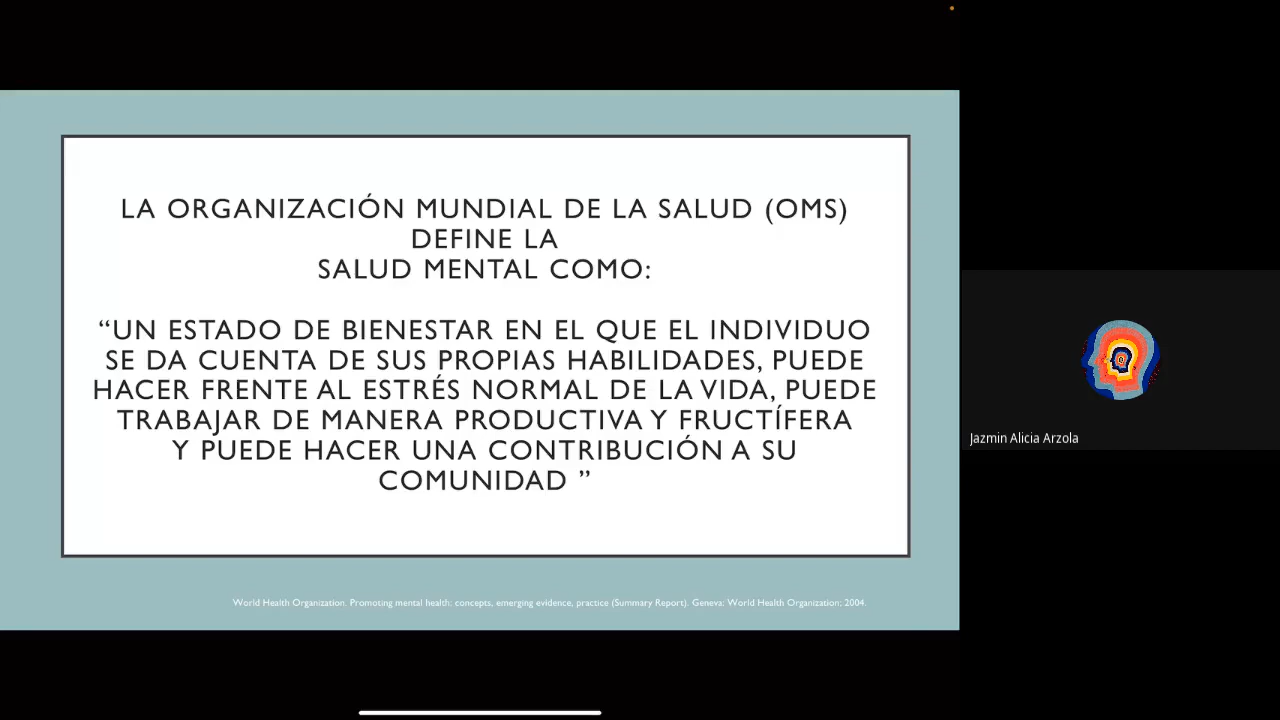 LA ORGANIZACIÓN MUNDIAL DE LA SALUD (OMS)
DEFINE LA
SALUD MENTAL COMO:
“UN ESTADO DE BIENESTAR EN EL QUE EL INDIVIDUO
SE DA CUENTA DE SUS PROPIAS HABILIDADES, PUEDE
HACER FRENTE AL ESTRÉS NORMAL DE LA VIDA, PUEDE
TRABAJAR DE MANERA PRODUCTIVA Y FRUCTÍFERA
Y PUEDE HACER UNA CONTRIBUCIÓN A SU
COMUNIDAD ”
World Health Organization. Promoting mental health: concepts, emerging evidence, practice (Summary Report). Geneva: World Health Organization; 2004.
Jazmin Alicia Arzola